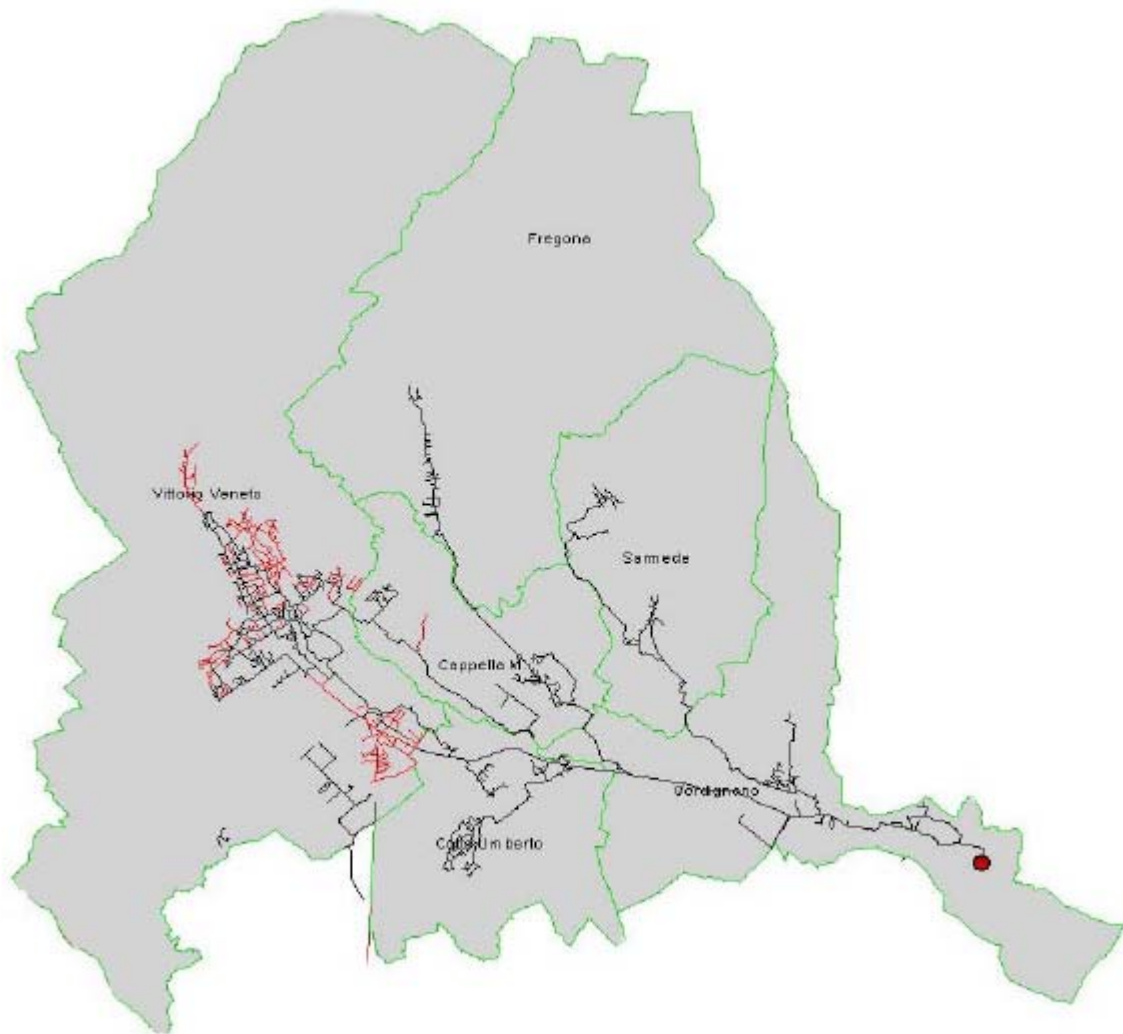 Fregona
Vittorio Veneto
Sarmede
Cappella M
Cordignano
Colle Umberto